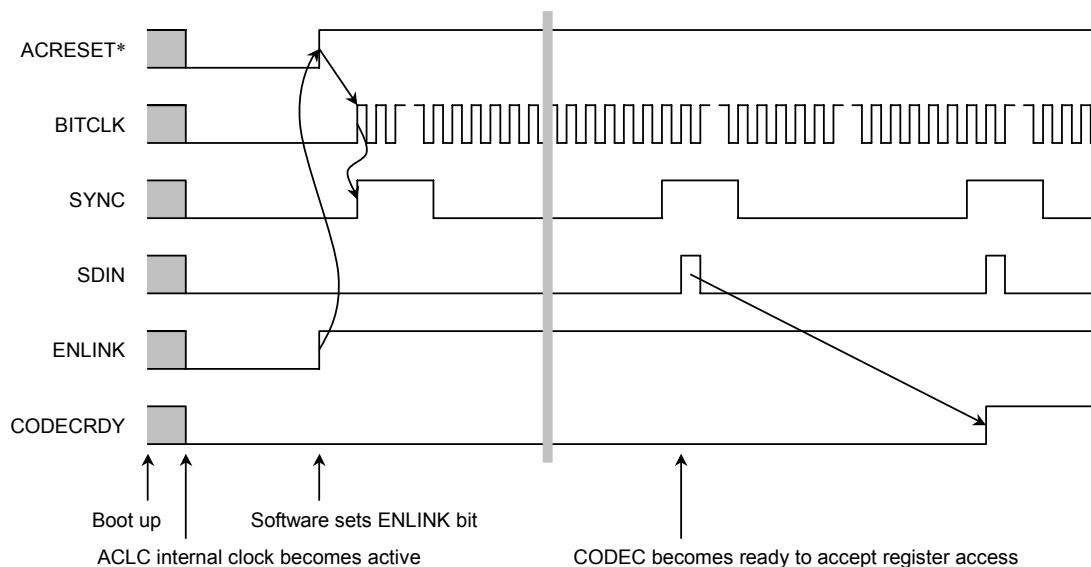 ACRESET*
BITCLK
SYNC
SDIN
ENLINK
CODECRDY
Boot up
Software sets ENLINK bit
ACLC internal clock becomes active
CODEC becomes ready to accept register access